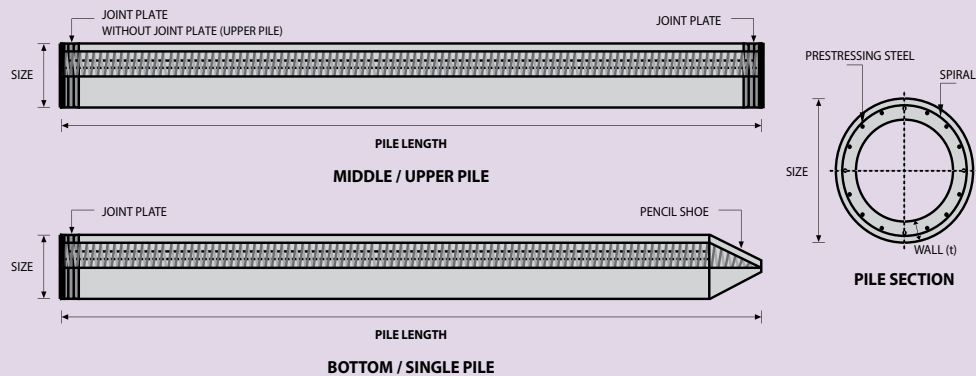 JOINT PLATE
WITHOUT JOINT PLATE (UPPER PILE)
JOINT PLATE
SIZE
PILE LENGTH
MIDDLE / UPPER PILE
JOINT PLATE
PENCIL SHOE
SIZE
PILE LENGTH
BOTTOM / SINGLE PILE
PRESTRESSING STEEL
SPIRAL
SIZE
WALL (t)
PILE SECTION